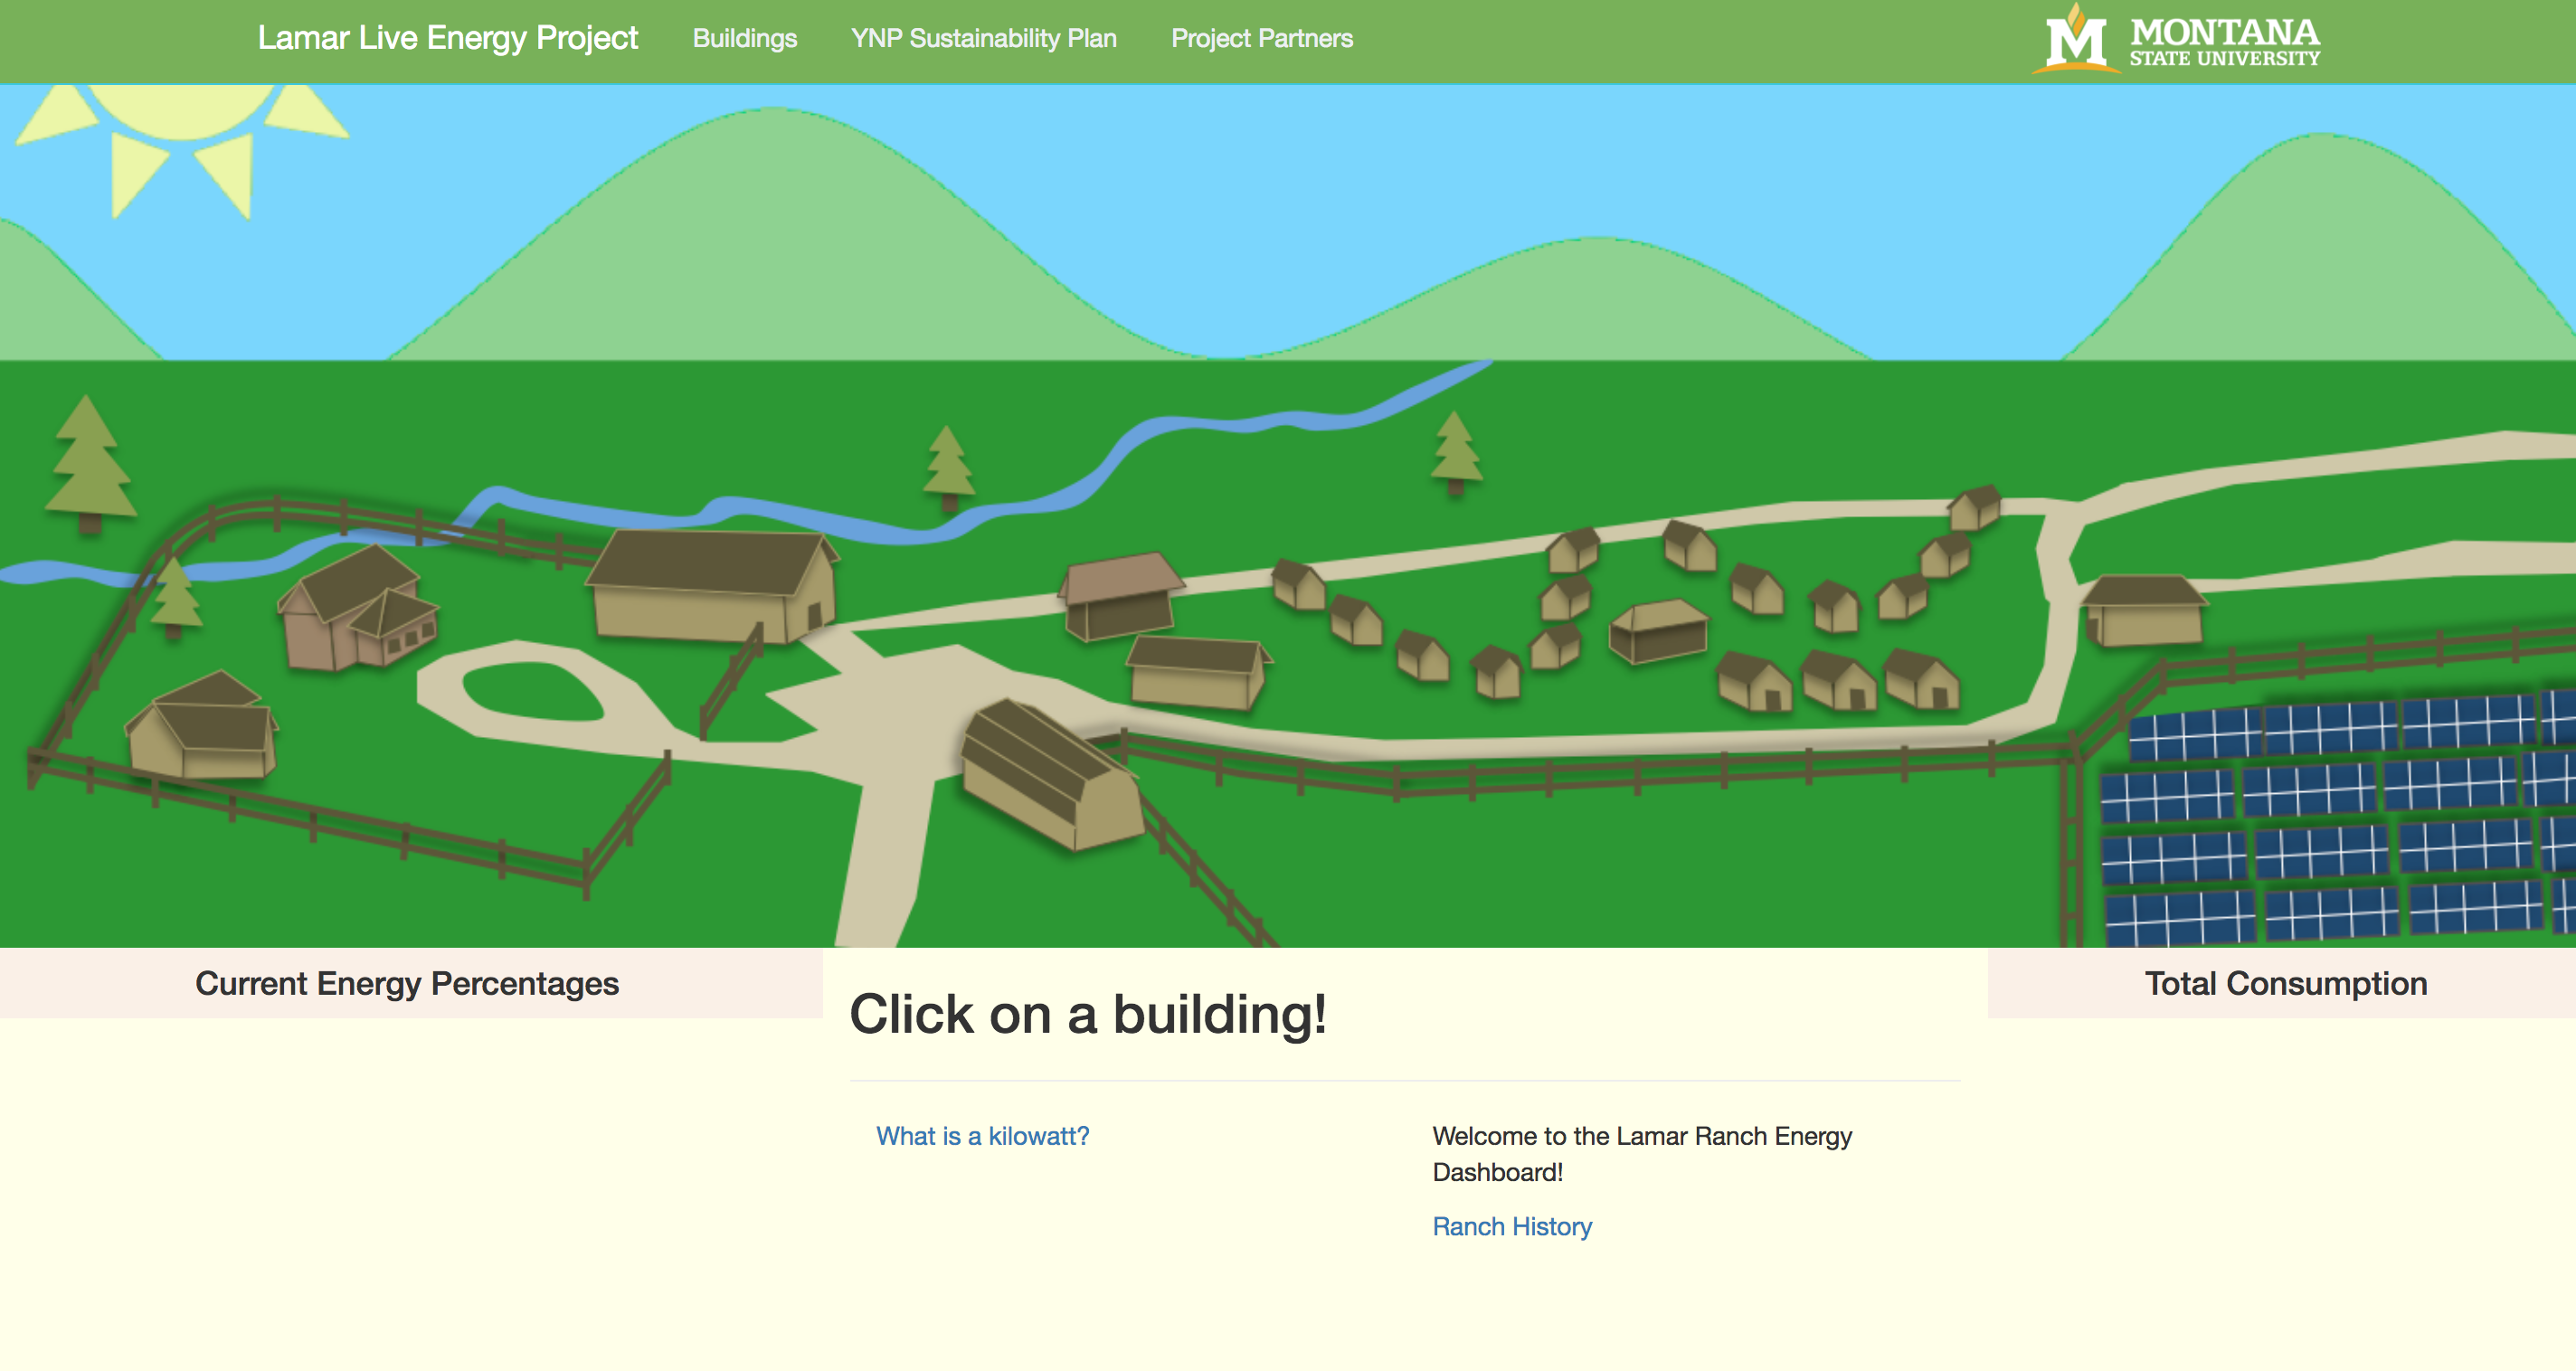 Lamar Live Energy Project
Buildings
YNP Sustainability Plan
Project Partners
M MONTANA
STATE UNIVERSITY
Current Energy Percentages
Click on a building!
Total Consumption
What is a kilowatt?
Welcome to the Lamar Ranch Energy
Dashboard!
Ranch History